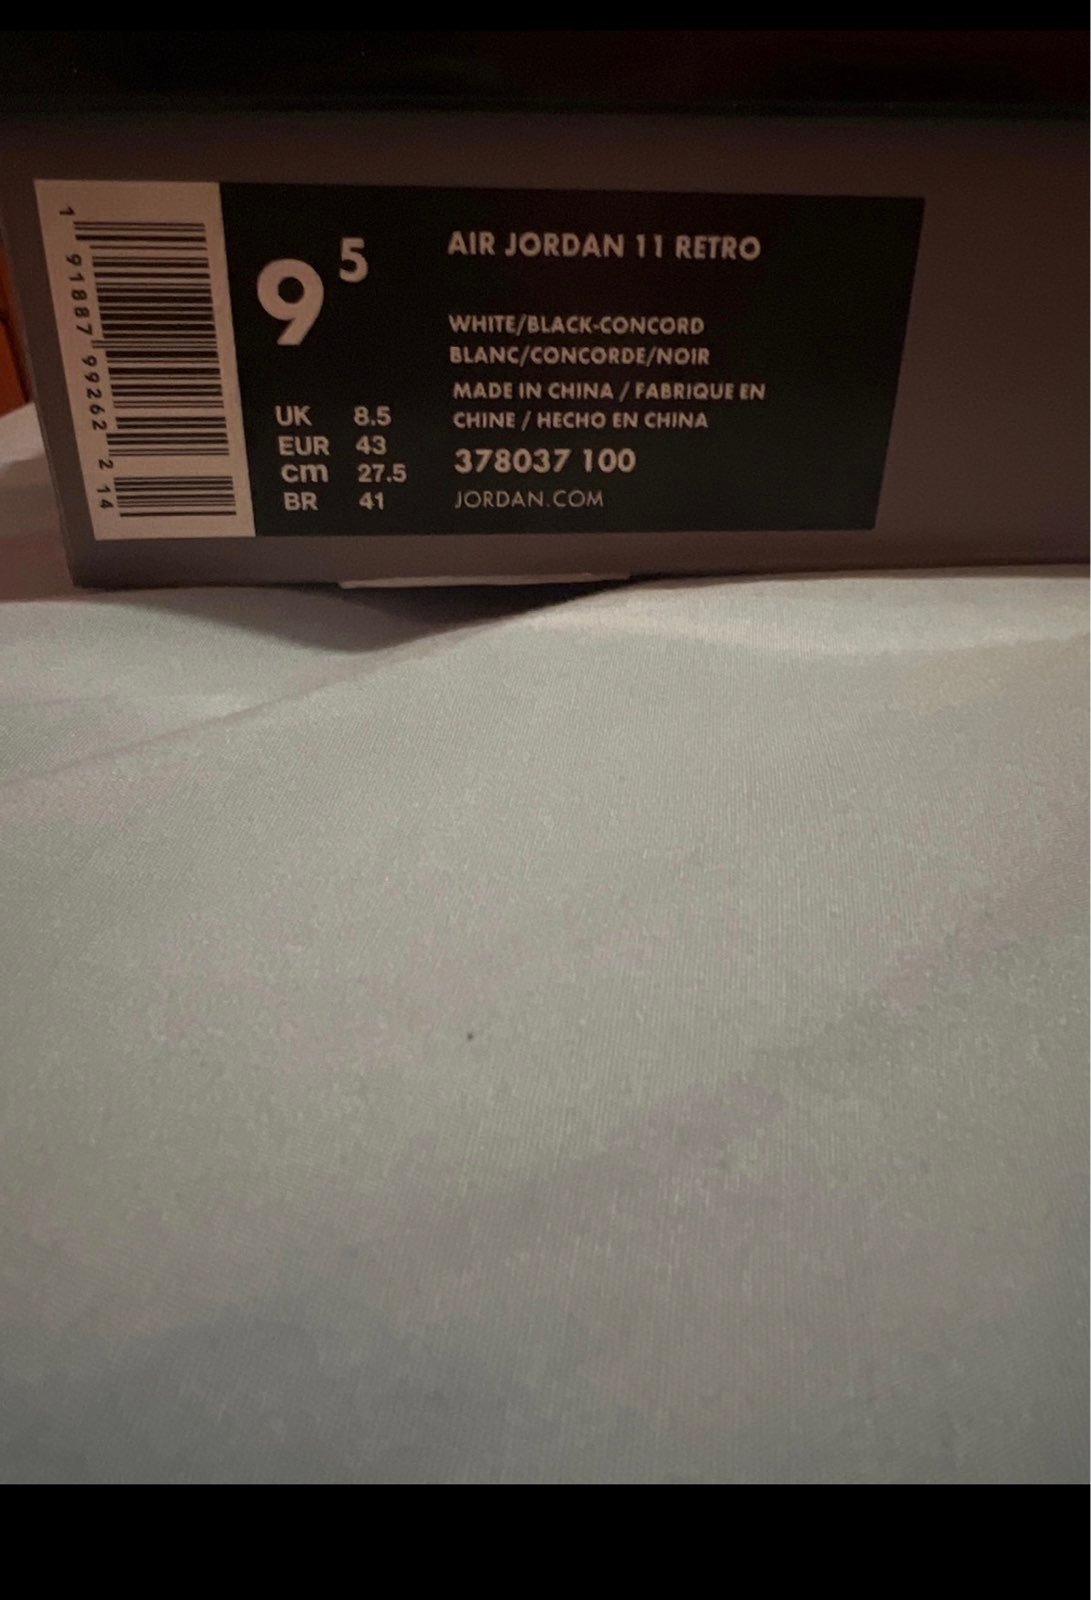 1 91887 99262 2 14
9 5
UK 8.5
EUR 43
cm 27.5
BR 41
AIR JORDAN 11 RETRO
WHITE/BLACK-CONCORD
BLANC/CONCORDE/NOIR
MADE IN CHINA / FABRIQUE EN
CHINE / HECHO EN CHINA
378037 100
JORDAN.COM